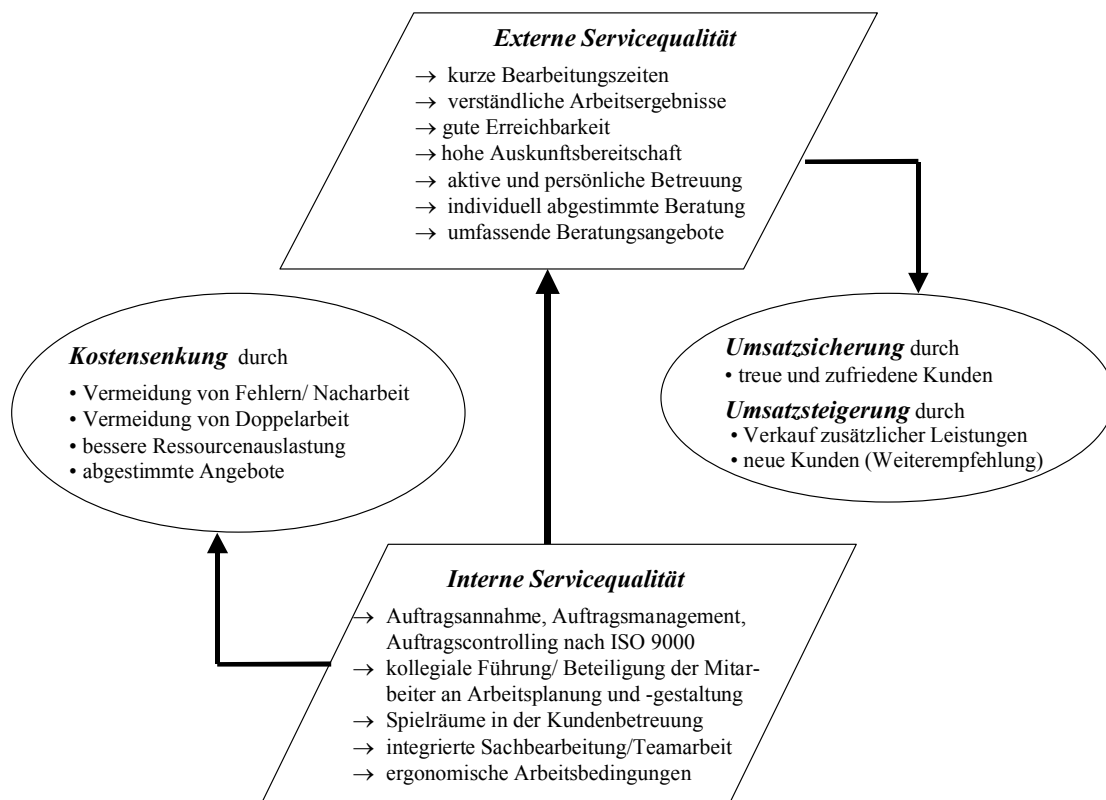 Externe Servicequalität
→ kurze Bearbeitungszeiten
→ verständliche Arbeitsergebnisse
→ gute Erreichbarkeit
→ hohe Auskunftsbereitschaft
→ aktive und persönliche Betreuung
→ individuell abgestimmte Beratung
→ umfassende Beratungsangebote
Kostensenkung durch
• Vermeidung von Fehlern/ Nacharbeit
• Vermeidung von Doppelarbeit
• bessere Ressourcenauslastung
• abgestimmte Angebote
Umsatzsicherung durch
• treue und zufriedene Kunden
Umsatzsteigerung durch
• Verkauf zusätzlicher Leistungen
• neue Kunden (Weiterempfehlung)
Interne Servicequalität
→ Auftragsannahme, Auftragsmanagement,
Auftragscontrolling nach ISO 9000
→ kollegiale Führung/ Beteiligung der Mitar-
beiter an Arbeitsplanung und -gestaltung
→ Spielräume in der Kundenbetreuung
→ integrierte Sachbearbeitung/Teamarbeit
→ ergonomische Arbeitsbedingungen